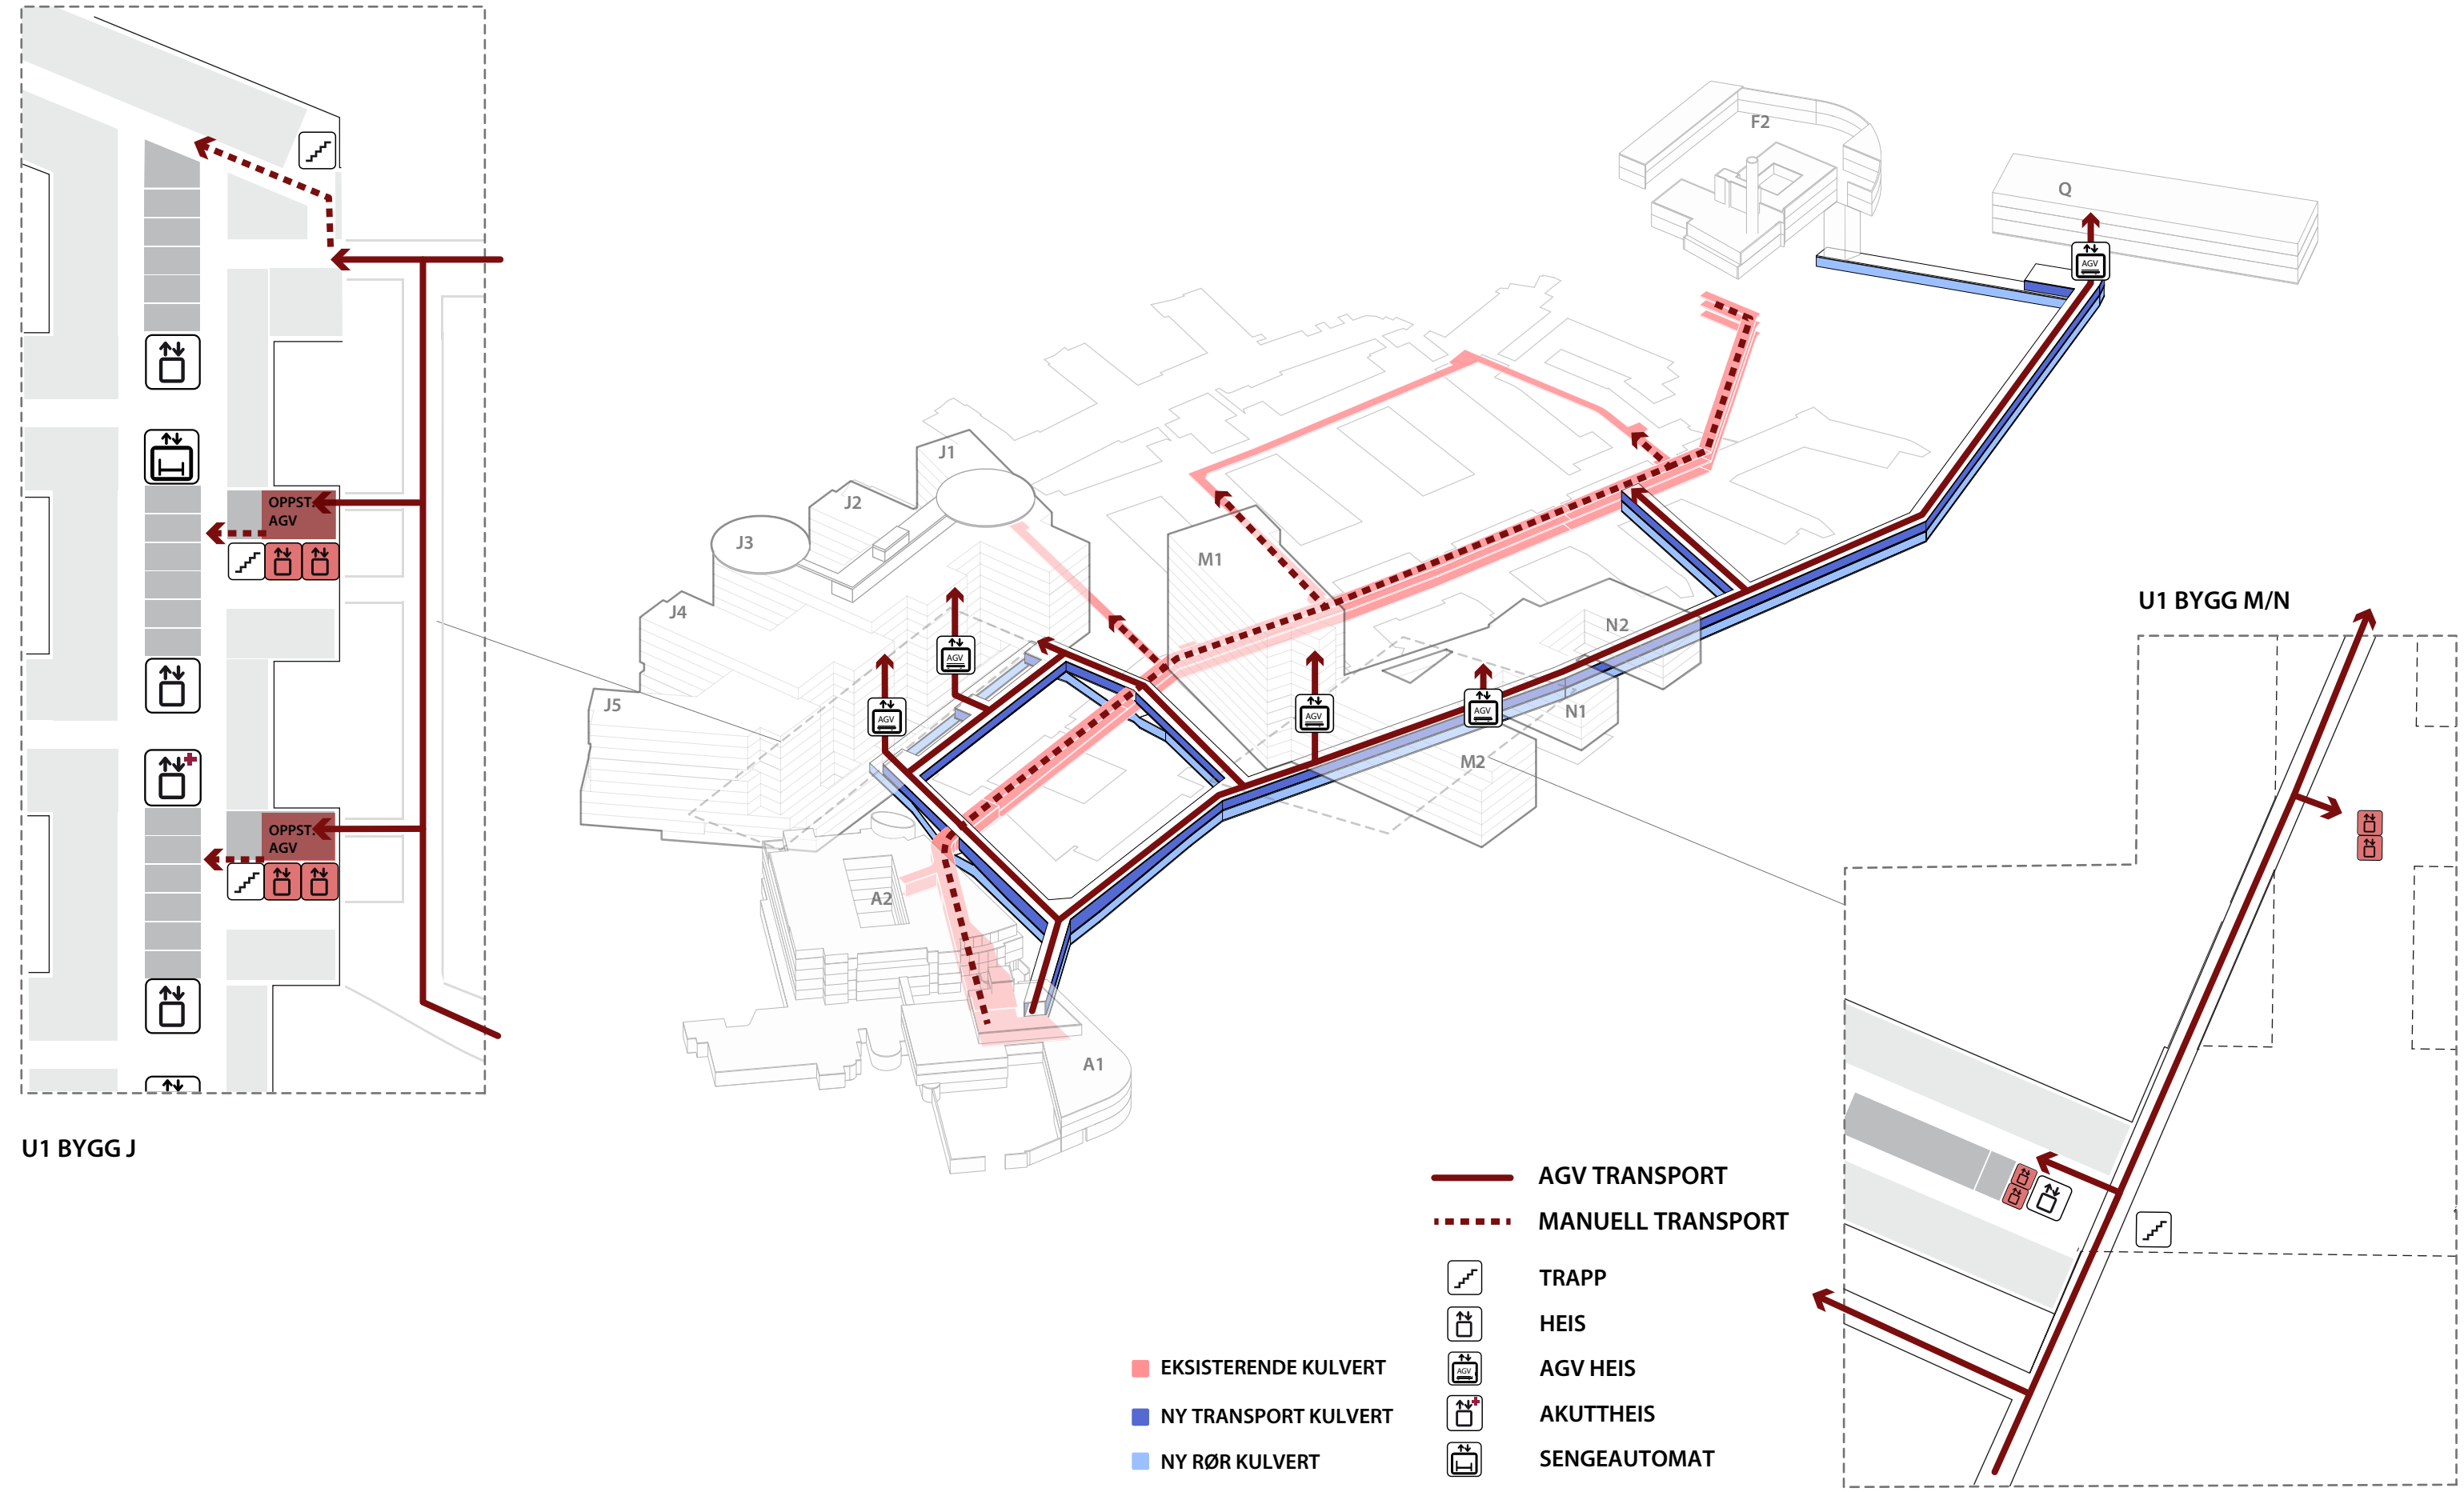 F2
Q
AGV
J1
J2
J3
M1
OPPST.
AGV
U1 BYGG M/N
J4
N2
AGV
J5
AGV
AGV
AGV
N1
M2
OPPST.
AGV
A2
A1
U1 BYGG J
AGV TRANSPORT
MANUELL TRANSPORT
TRAPP
HEIS
AGV
AGV HEIS
AKUTTHEIS
SENGEAUTOMAT
EKSISTERENDE KULVERT
NY TRANSPORT KULVERT
NY RØR KULVERT